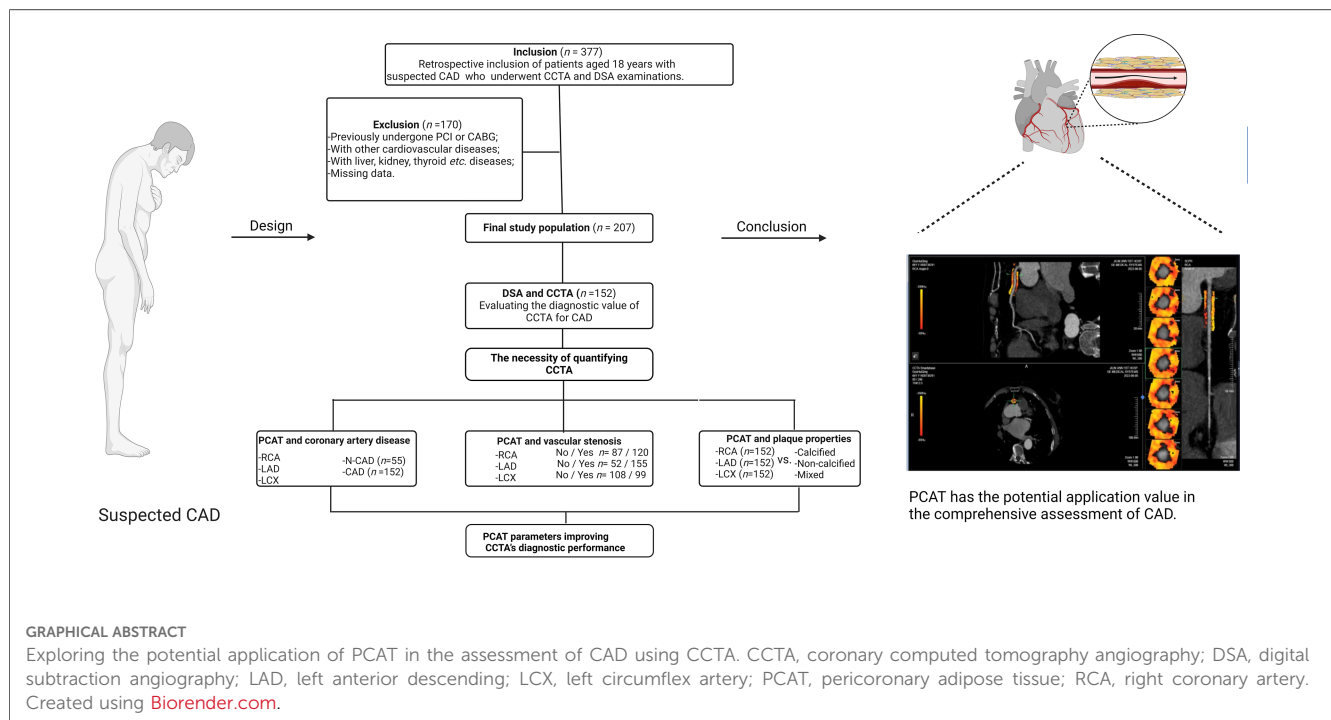 Inclusion (n = 377)
Retrospective inclusion of patients aged 18 years with
suspected CAD who underwent CCTA and DSA examinations.
Exclusion (n =170)
-Previously undergone PCI or CABG;
-With other cardiovascular diseases;
-With liver, kidney, thyroid etc. diseases;
-Missing data.
Design
Final study population (n = 207)
Conclusion
DSA and CCTA (n =152)
Evaluating the diagnostic value of
CCTA for CAD
The necessity of quantifying
CCTA
PCAT and coronary artery disease
-RCA
-LAD
-LCX
-N-CAD (n=55)
-CAD (n =152)
PCAT and vascular stenosis
-RCA No / Yes n= 87 / 120
-LAD No / Yes n= 52 / 155
-LCX No / Yes n= 108 / 99
PCAT and plaque properties
-RCA (n=152)
-LAD (n=152)
-LCX (n=152)
vs.
-Calcified
-Non-calcified
-Mixed
Suspected CAD
PCAT parameters improving
CCTA's diagnostic performance
PCAT has the potential application value in
the comprehensive assessment of CAD.
GRAPHICAL ABSTRACT
Exploring the potential application of PCAT in the assessment of CAD using CCTA. CCTA, coronary computed tomography angiography; DSA, digital
subtraction angiography; LAD, left anterior descending; LCX, left circumflex artery; PCAT, pericoronary adipose tissue; RCA, right coronary artery.
Created using Biorender.com.